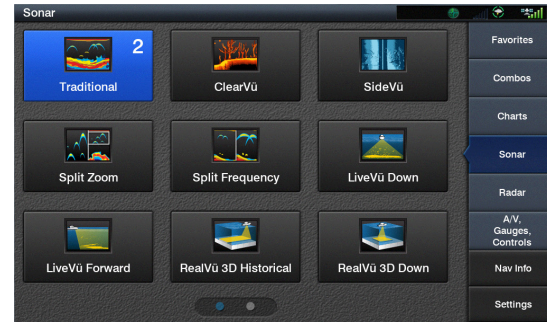 Sonar
2
Traditional
ClearVü
SideVü
Split Zoom
Split Frequency
LiveVü Down
LiveVü Forward
RealVü 3D Historical
RealVü 3D Down
Favorites
Combos
Charts
Sonar
Radar
A/V,
Gauges,
Controls
Nav Info
Settings